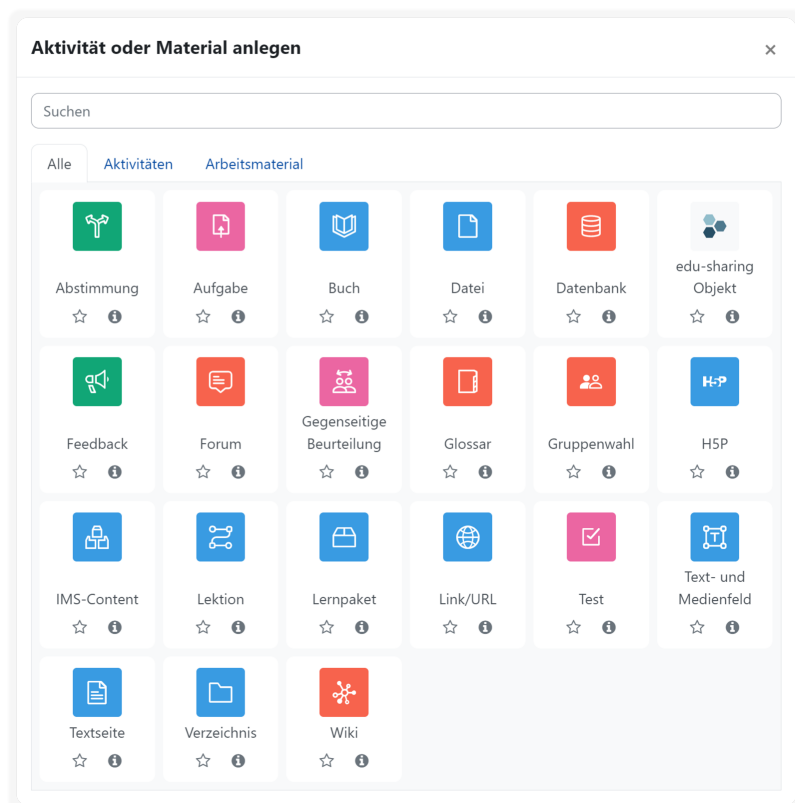 Aktivität oder Material anlegen
×
Suchen
Alle Aktivitäten Arbeitsmaterial
Abstimmung Aufgabe Buch Datei Datenbank edu-sharing
Objekt
Feedback Forum Gegenseitige
Beurteilung Glossar Gruppenwahl H5P
H5P
IMS-Content Lektion Lernpaket Link/URL Test Text- und
Medienfeld
T
Textseite Verzeichnis Wiki